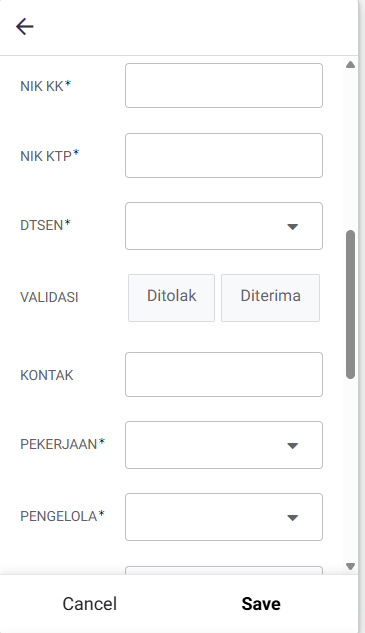 NIK KK*
NIK KTP*
DTSEN*
VALIDASI Ditolak Diterima
KONTAK
PEKERJAAN*
PENGELOLA*
Cancel Save